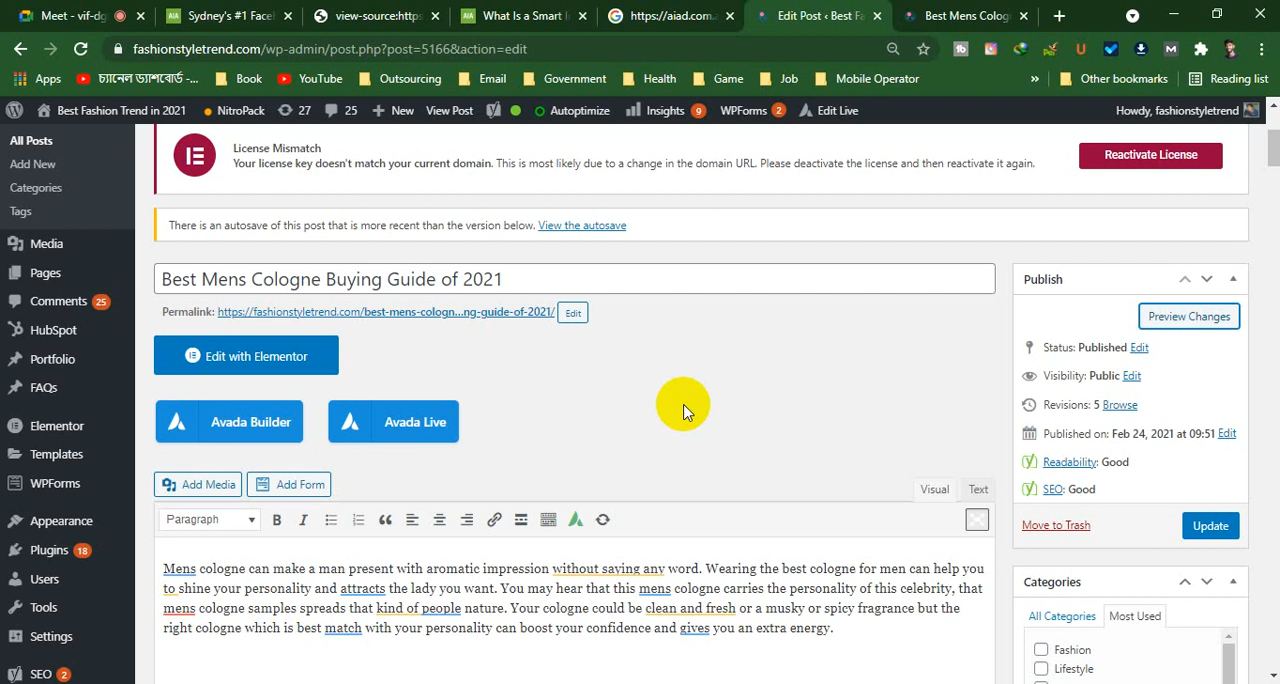 Meet - vif-dg
Sydney's #1 Face
view-source:https
What Is a Smart I
https://aiad.com.a
Edit Post ‹ Best Fa
Best Mens Cologn
fashionstyletrend.com/wp-admin/post.php?post=5166&action=edit
Apps
চ্যানেল ড্যাশবোর্ড -...
Book
YouTube
Outsourcing
Email
Government
Health
Game
Job
Mobile Operator
»
Other bookmarks
Reading list
Best Fashion Trend in 2021
NitroPack
27
25
New
View Post
Autoptimize
Insights 9
WPForms 2
Edit Live
Howdy, fashionstyletrend
All Posts
Add New
Categories
Tags
Media
Pages
Comments 25
HubSpot
Portfolio
FAQs
Elementor
Templates
WPForms
Appearance
Plugins 18
Users
Tools
Settings
SEO 2
License Mismatch
Your license key doesn't match your current domain. This is most likely due to a change in the domain URL. Please deactivate the license and then reactivate it again.
Reactivate License
There is an autosave of this post that is more recent than the version below. View the autosave
Best Mens Cologne Buying Guide of 2021
Permalink: https://fashionstyletrend.com/best-mens-cologn...ng-guide-of-2021/ Edit
Edit with Elementor
Avada Builder
Avada Live
Add Media
Add Form
Visual
Text
Paragraph
B I
Mens cologne can make a man present with aromatic impression without saying any word. Wearing the best cologne for men can help you
to shine your personality and attracts the lady you want. You may hear that this mens cologne carries the personality of this celebrity, that
mens cologne samples spreads that kind of people nature. Your cologne could be clean and fresh or a musky or spicy fragrance but the
right cologne which is best match with your personality can boost your confidence and gives you an extra energy.
Publish
Preview Changes
Status: Published Edit
Visibility: Public Edit
Revisions: 5 Browse
Published on: Feb 24, 2021 at 09:51 Edit
Readability: Good
SEO: Good
Move to Trash
Update
Categories
All Categories
Most Used
Fashion
Lifestyle